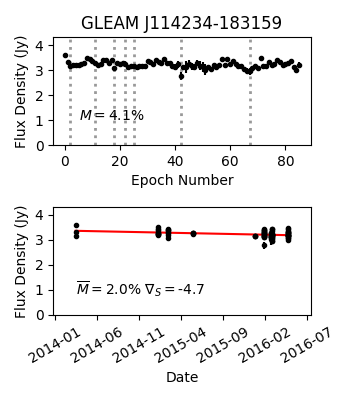 GLEAM J114234-183159
Flux Density (Jy)
4
3
2
1
0
M = 4.1%
0 20 40 60 80
Epoch Number
Flux Density (Jy)
4
3
2
1
0
M̅ = 2.0% ∇S = -4.7
2014-01 2014-06 2014-11 2015-04 2015-09 2016-02 2016-07
Date